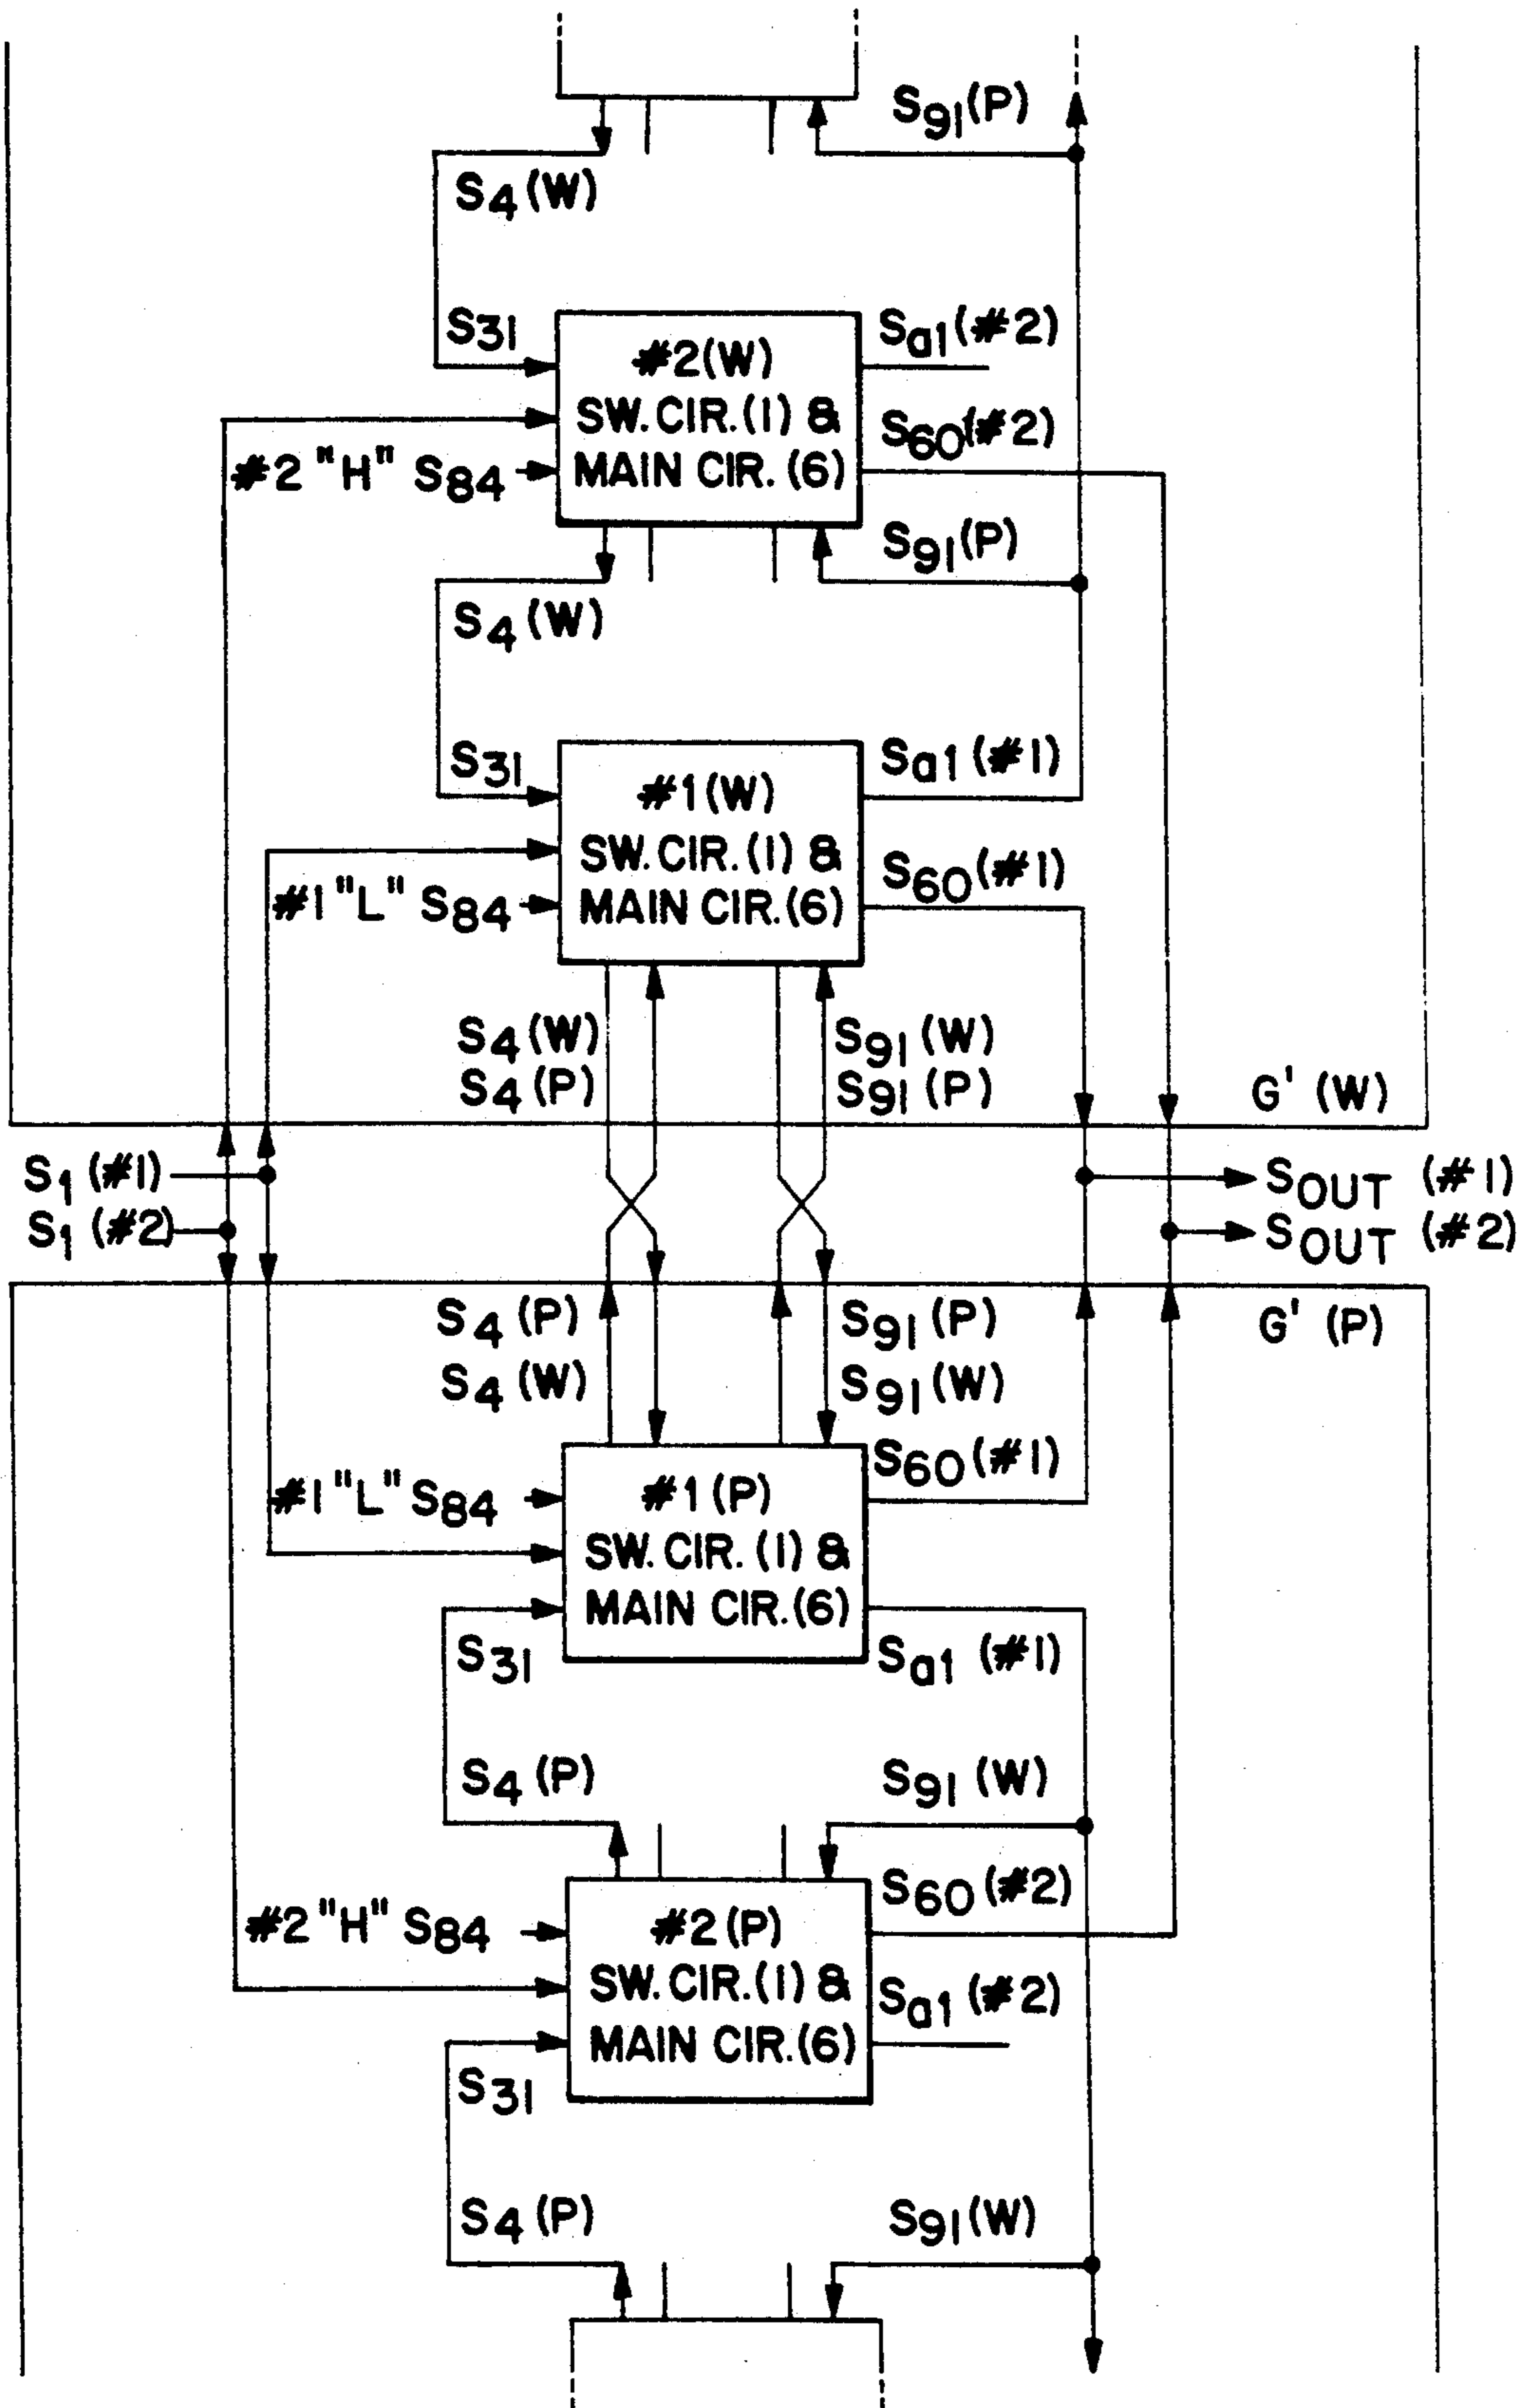 S91(P)
S4(W)
S31
Sa1(#2)
#2(W)
SW. CIR.(1) &
MAIN CIR.(6)
S60(#2)
#2 "H" S84
S91(P)
S4(W)
S31
Sa1(#1)
#1(W)
SW. CIR.(1) &
MAIN CIR.(6)
S60(#1)
#1 "L" S84
S4(W)
S4(P)
S91(W)
S91(P)
G' (W)
S1(#1)
S1(#2)
SOUT (#1)
SOUT (#2)
S4(P)
S4(W)
S91(P)
S91(W)
G' (P)
S60(#1)
#1 "L" S84
#1(P)
SW. CIR.(1) &
MAIN CIR.(6)
S31
Sa1(#1)
S4(P)
S91(W)
S60(#2)
#2 "H" S84
#2(P)
SW. CIR.(1) &
MAIN CIR.(6)
Sa1(#2)
S31
S4(P)
S91(W)